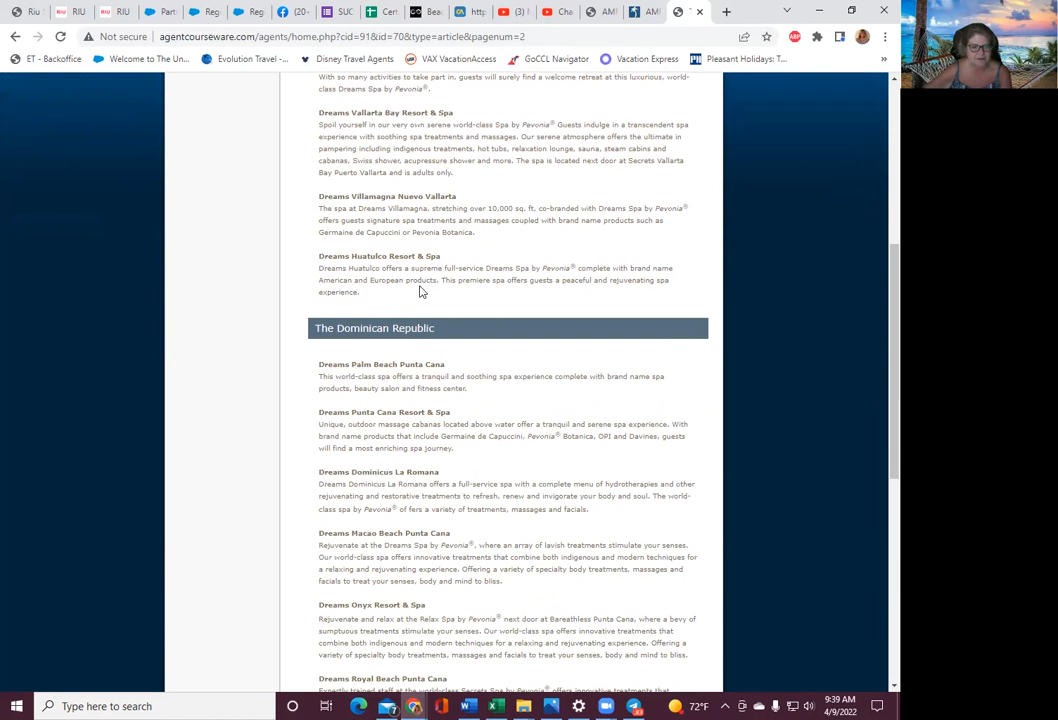 Riu
RIU
RIU
Part
Reg
Reg
(20+
SUC
Cert
Bea
http
(3) M
Cha
AM
AM
T
Not secure
agentcourseware.com/agents/home.php?cid=91&id=70&type=article&pagenum=2
ET - Backoffice
Welcome to The Un...
Evolution Travel -...
Disney Travel Agents
VAX VacationAccess
GoCCL Navigator
Vacation Express
Pleasant Holidays: T...
With so many activities to take part in, guests will surely find a welcome retreat at this luxurious, world-
class Dreams Spa by Pevonia®.
Dreams Vallarta Bay Resort & Spa
Spoil yourself in our very own serene world-class Spa by Pevonia® Guests indulge in a transcendent spa
experience with soothing spa treatments and massages. Our serene atmosphere offers the ultimate in
pampering including indigenous treatments, hot tubs, relaxation lounge, sauna, steam cabins and
cabanas, Swiss shower, acupressure shower and more. The spa is located next door at Secrets Vallarta
Bay Puerto Vallarta and is adults only.
Dreams Villamagna Nuevo Vallarta
The spa at Dreams Villamagna, stretching over 10,000 sq. ft, co-branded with Dreams Spa by Pevonia®
offers guests signature spa treatments and massages coupled with brand name products such as
Germaine de Capuccini or Pevonia Botanica.
Dreams Huatulco Resort & Spa
Dreams Huatulco offers a supreme full-service Dreams Spa by Pevonia® complete with brand name
American and European products. This premiere spa offers guests a peaceful and rejuvenating spa
experience.
The Dominican Republic
Dreams Palm Beach Punta Cana
This world-class spa offers a tranquil and soothing spa experience complete with brand name spa
products, beauty salon and fitness center.
Dreams Punta Cana Resort & Spa
Unique, outdoor massage cabanas located above water offer a tranquil and serene spa experience. With
brand name products that include Germaine de Capuccini, Pevonia® Botanica, OPI and Davines, guests
will find a most enriching spa journey.
Dreams Dominicus La Romana
Dreams Dominicus La Romana offers a full-service spa with a complete menu of hydrotherapies and other
rejuvenating and restorative treatments to refresh, renew and invigorate your body and soul. The world-
class spa by Pevonia® of fers a variety of treatments, massages and facials.
Dreams Macao Beach Punta Cana
Rejuvenate at the Dreams Spa by Pevonia®, where an array of lavish treatments stimulate your senses.
Our world-class spa offers innovative treatments that combine both indigenous and modern techniques for
a relaxing and rejuvenating experience. Offering a variety of specialty body treatments, massages and
facials to treat your senses, body and mind to bliss.
Dreams Onyx Resort & Spa
Rejuvenate and relax at the Relax Spa by Pevonia® next door at Bareathless Punta Cana, where a bevy of
sumptuous treatments stimulate your senses. Our world-class spa offers innovative treatments that
combine both indigenous and modern techniques for a relaxing and rejuvenating experience. Offering a
variety of specialty body treatments, massages and facials to treat your senses, body and mind to bliss.
Dreams Royal Beach Punta Cana
Expertly trained staff at the world-class Secrets Spa by Pevonia® offers innovative treatments that
Type here to search
72°F
9:39 AM
4/9/2022